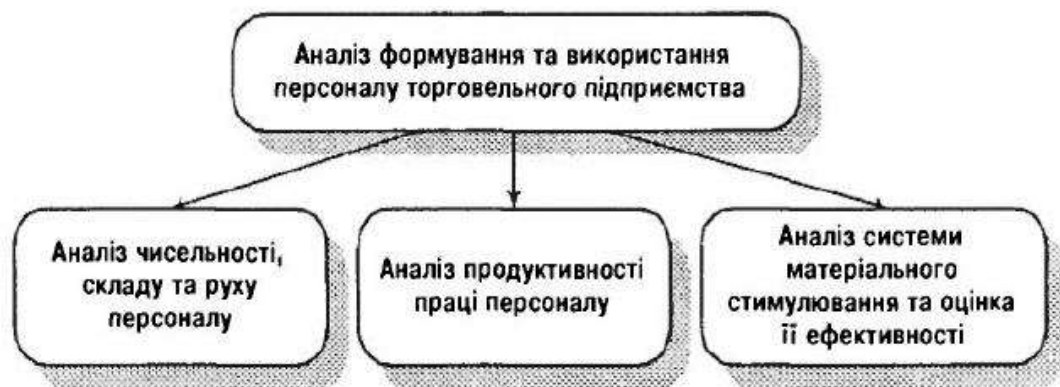 Аналіз формування та використання
персоналу торговельного підприємства
Аналіз чисельності,
складу та руху
персоналу
Аналіз продуктивності
праці персоналу
Аналіз системи
матеріального
стимулювання та оцінка
її ефективності